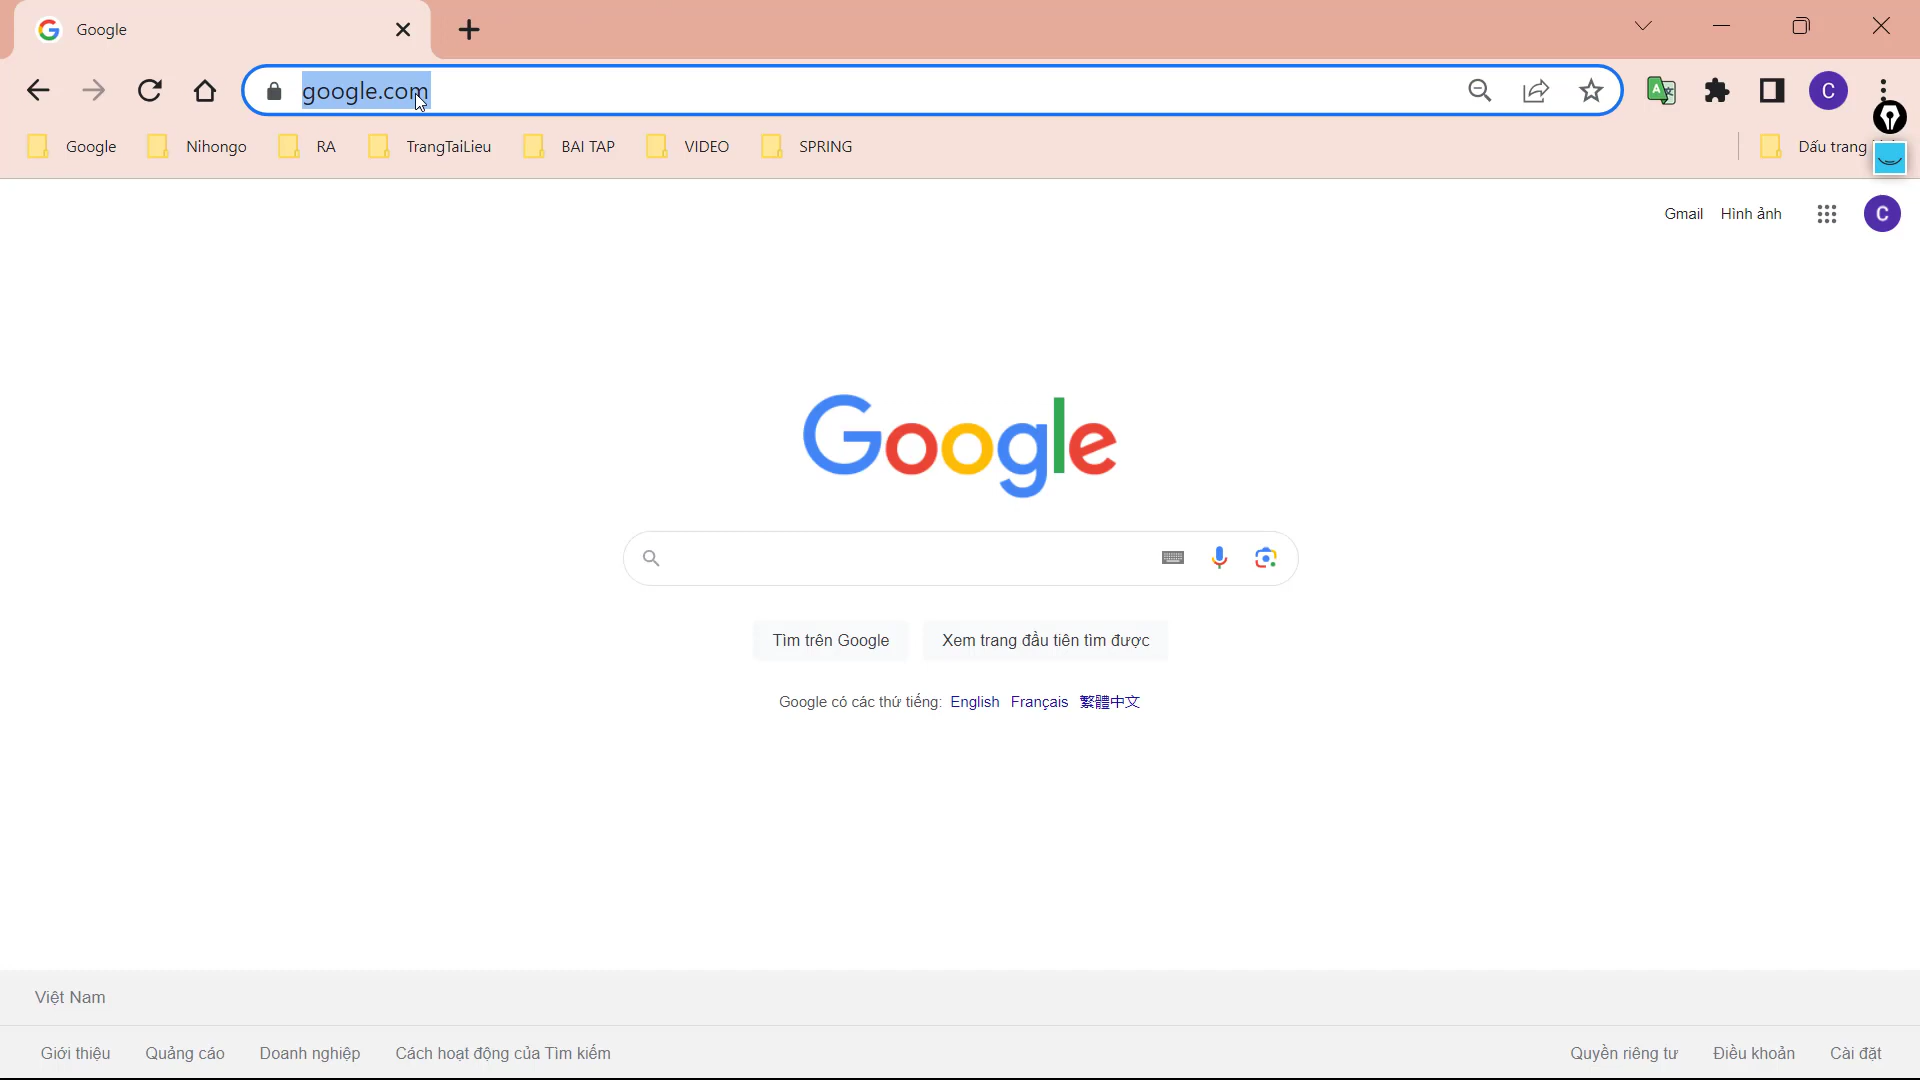 Google
google.com
C
Google Nihongo RA TrangTaiLieu BAI TAP VIDEO SPRING
Dấu trang
Gmail Hình ảnh C
Google
Tìm trên Google Xem trang đầu tiên tìm được
Google có các thứ tiếng: English Français 繁體中文
Việt Nam
Giới thiệu Quảng cáo Doanh nghiệp Cách hoạt động của Tìm kiếm
Quyền riêng tư Điều khoản Cài đặt